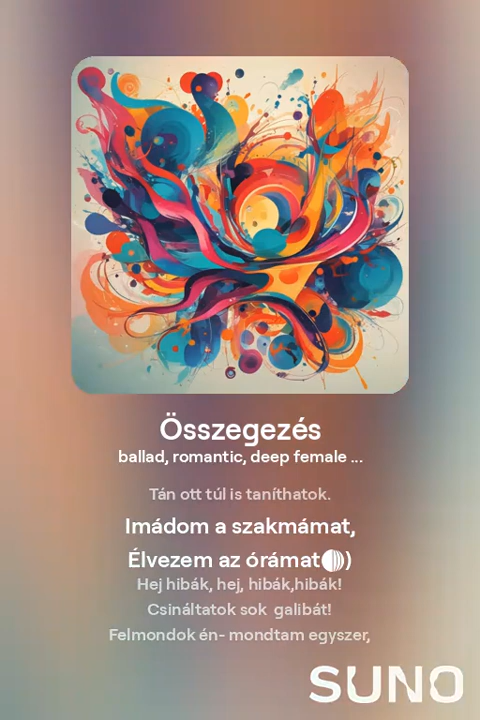 Összegezés
ballad, romantic, deep female ...
Tán ott túl is taníthatok.
Imádom a szakmámat,
Élvezem az órámat)
Hej hibák, hej, hibák,hibák!
Csináltatok sok galibát!
Felmondok én- mondtam egyszer,
SUNO